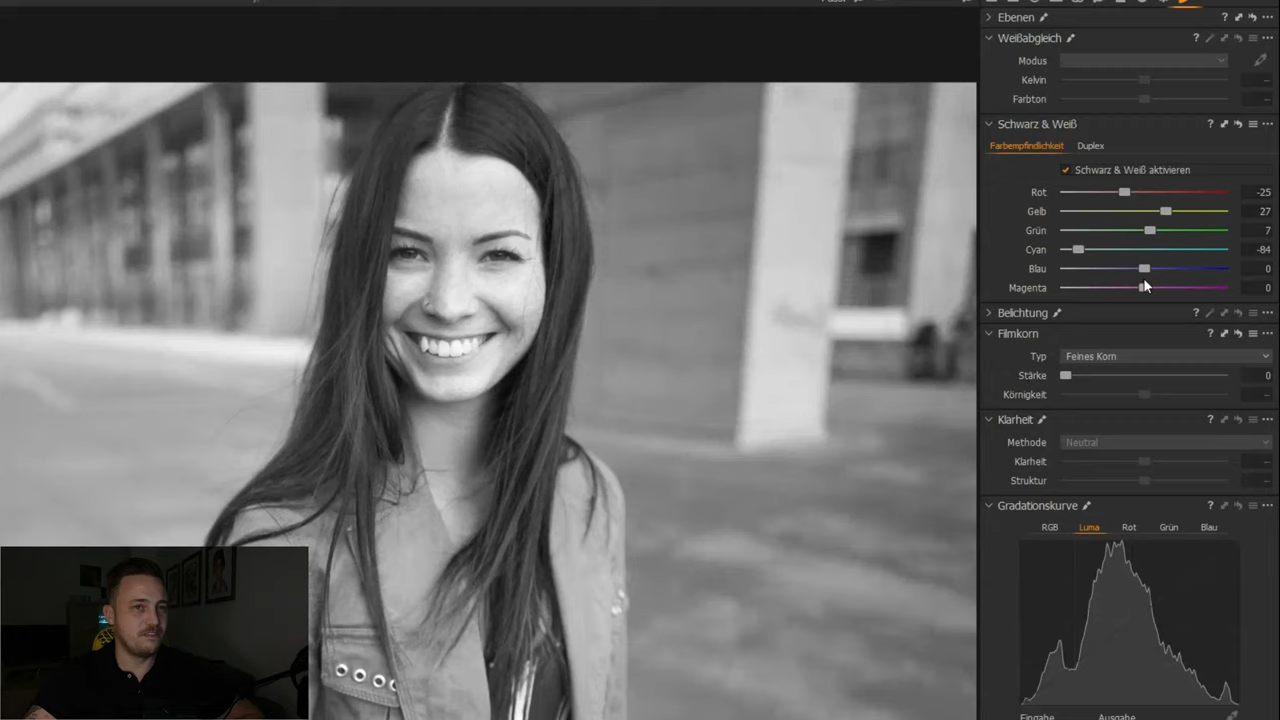 Ebenen
Weißabgleich
Modus
Kelvin
Farbton
Schwarz & Weiß
Farbempfindlichkeit Duplex
Schwarz & Weiß aktivieren
Rot -25
Gelb 27
Grün 7
Cyan -84
Blau 0
Magenta 0
Belichtung
Filmkorn
Typ Feines Korn
Stärke 0
Körnigkeit
Klarheit
Methode Neutral
Klarheit
Struktur
Gradationskurve
RGB Luma Rot Grün Blau
Eingabe Ausgabe